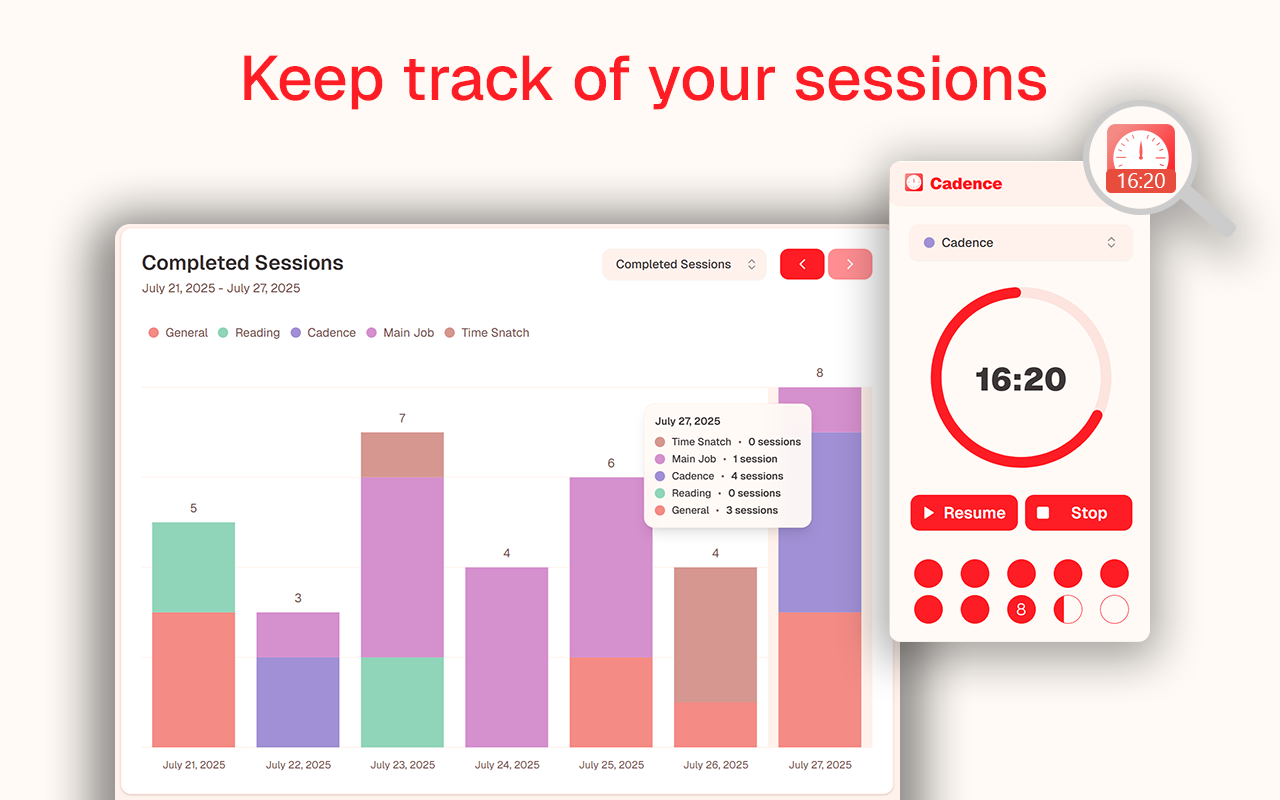 Keep track of your sessions
16:20
Cadence
Cadence
16:20
Resume
Stop
8
Completed Sessions
July 21, 2025 - July 27, 2025
Completed Sessions
General Reading Cadence Main Job Time Snatch
5
3
7
4
6
4
8
July 27, 2025
Time Snatch • 0 sessions
Main Job • 1 session
Cadence • 4 sessions
Reading • 0 sessions
General • 3 sessions
July 21, 2025 July 22, 2025 July 23, 2025 July 24, 2025 July 25, 2025 July 26, 2025 July 27, 2025